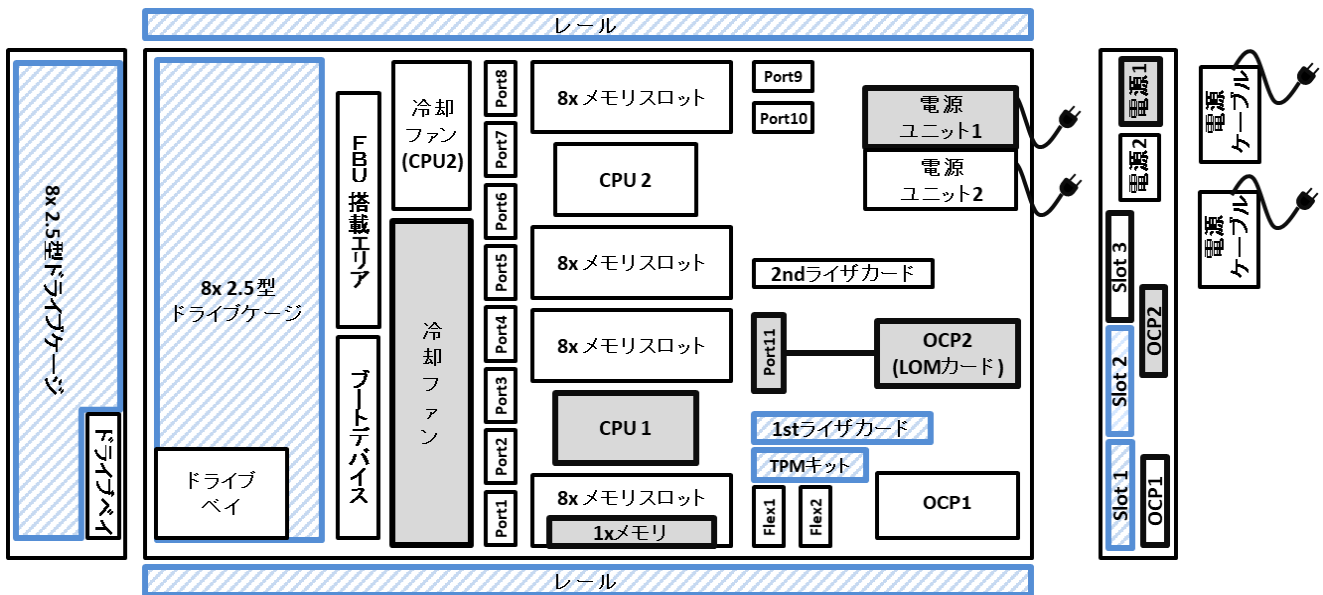 レール
8x 2.5型ドライブケージ
ドライブベイ
8x 2.5型
ドライブケージ
ドライブ
ベイ
FBU 搭載エリア
ブートデバイス
冷却
ファン
(CPU2)
冷却ファン
Port8
Port7
Port6
Port5
Port4
Port3
Port2
Port1
8xメモリスロット
CPU 2
8xメモリスロット
8xメモリスロット
CPU 1
8xメモリスロット
1xメモリ
Port9
Port10
2ndライザカード
Port11
1stライザカード
TPMキット
Flex1
Flex2
電源
ユニット1
電源
ユニット2
OCP2
(LOMカード)
OCP1
電源1
電源2
Slot 3
Slot 2
Slot 1
OCP2
OCP1
電源
ケーブル
電源
ケーブル
レール